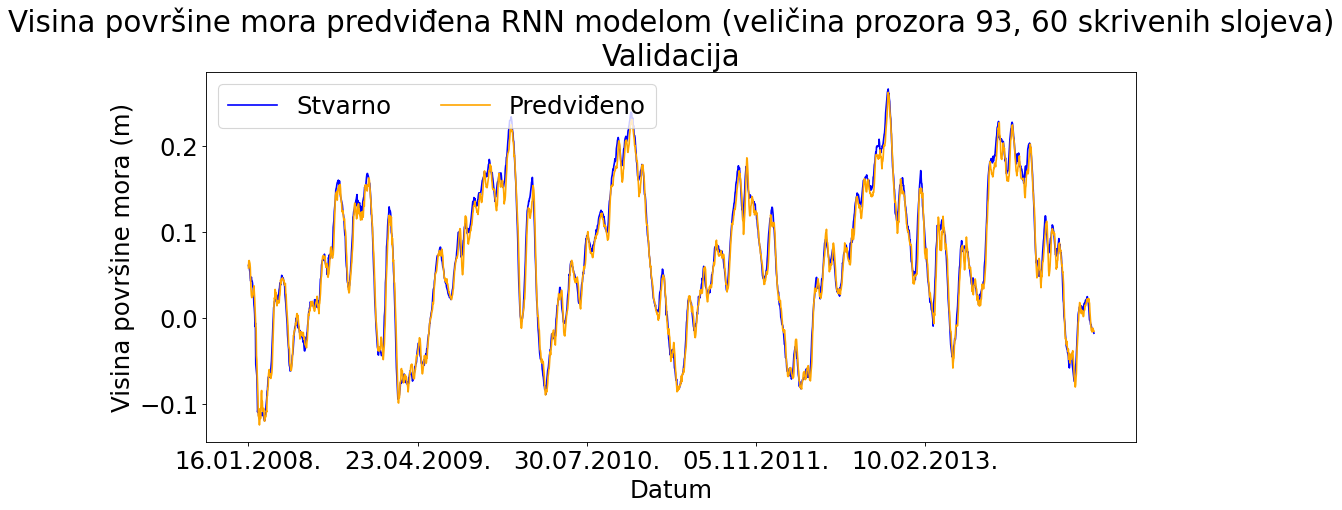 Visina površine mora predviđena RNN modelom (veličina prozora 93, 60 skrivenih slojeva)
Validacija
Stvarno Predviđeno
Visina površine mora (m)
0.2
0.1
0.0
−0.1
16.01.2008. 23.04.2009. 30.07.2010. 05.11.2011. 10.02.2013.
Datum